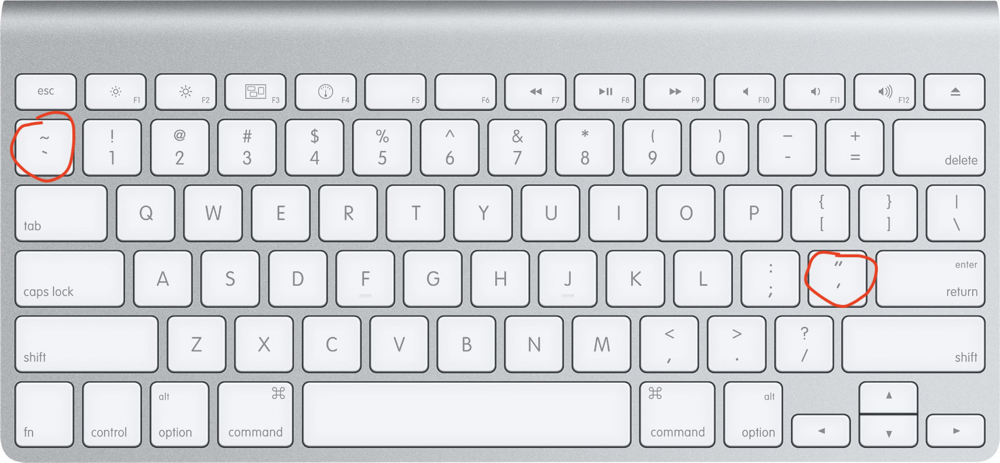 esc F1 F2 F3 F4 F5 F6 F7 F8 F9 F10 F11 F12
~ ! @ # $ % ^ & * ( ) – +
` 1 2 3 4 5 6 7 8 9 0 - = delete
tab Q W E R T Y U I O P { [ } ] | \
caps lock A S D F G H J K L : ; " ' enter return
shift Z X C V B N M < , > . ? / shift
fn control alt option ⌘ command ⌘ command alt option